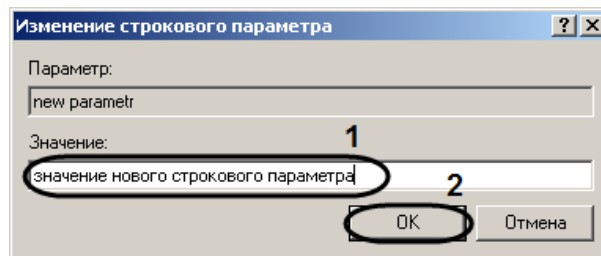 Изменение строкового параметра
Параметр:
new parametr
Значение:
1
значение нового строкового параметра
2
OK
Отмена